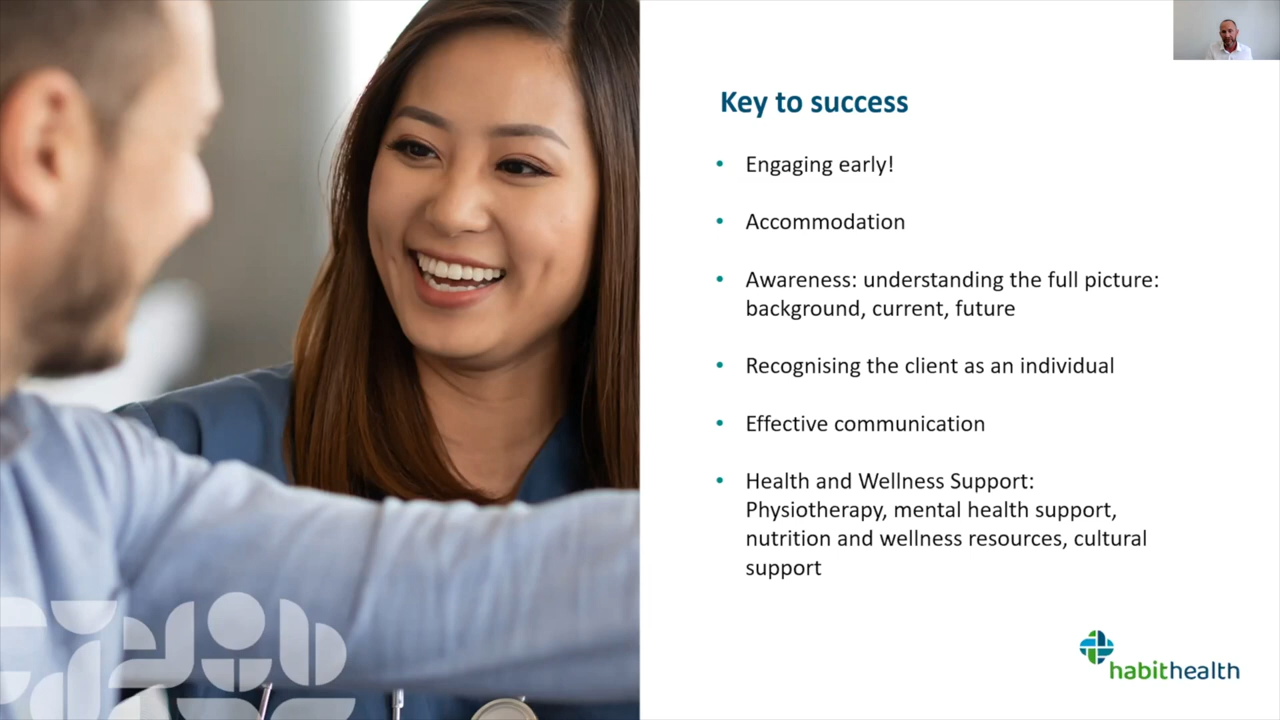 Key to success
• Engaging early!
• Accommodation
• Awareness: understanding the full picture:
background, current, future
• Recognising the client as an individual
• Effective communication
• Health and Wellness Support:
Physiotherapy, mental health support,
nutrition and wellness resources, cultural
support
habithealth